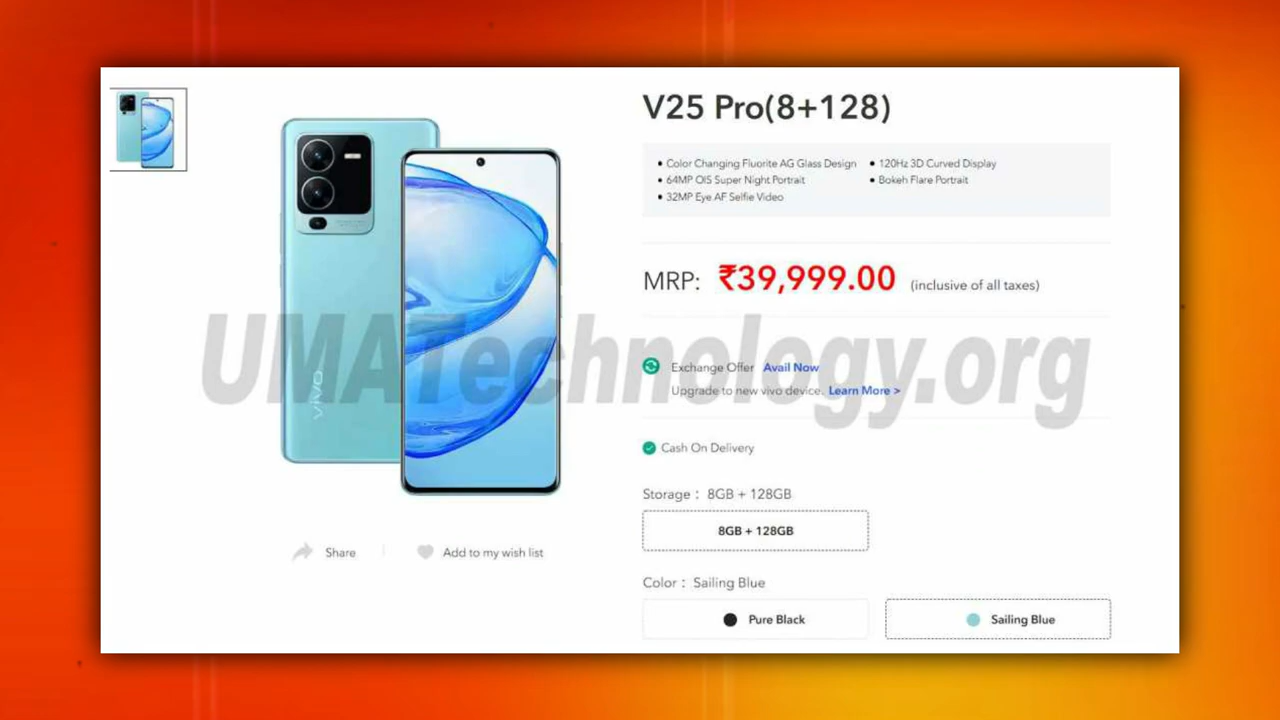 V25 Pro(8+128)
• Color Changing Fluorite AG Glass Design • 120Hz 3D Curved Display
• 64MP OIS Super Night Portrait • Bokeh Flare Portrait
• 32MP Eye AF Selfie Video
MRP: ₹39,999.00 (inclusive of all taxes)
UMATechnology.org
Exchange Offer Avail Now
Upgrade to new vivo device. Learn More >
vivo
Cash On Delivery
Storage : 8GB + 128GB
8GB + 128GB
Share | Add to my wish list
Color : Sailing Blue
Pure Black Sailing Blue